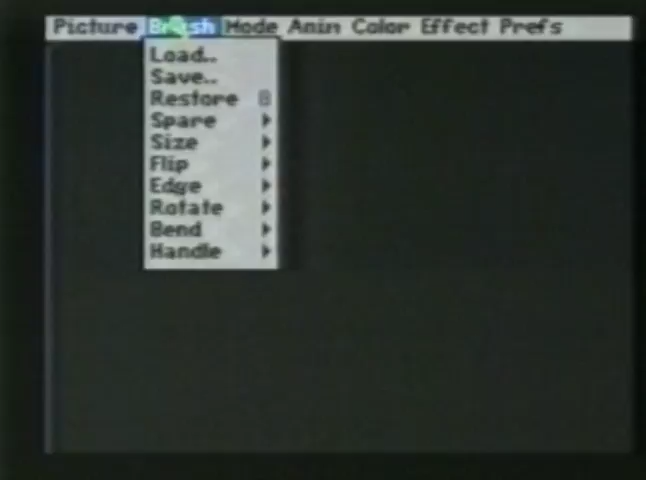 Picture Brush Mode Anim Color Effect Prefs
Load..
Save..
Restore B
Spare
Size
Flip
Edge
Rotate
Bend
Handle